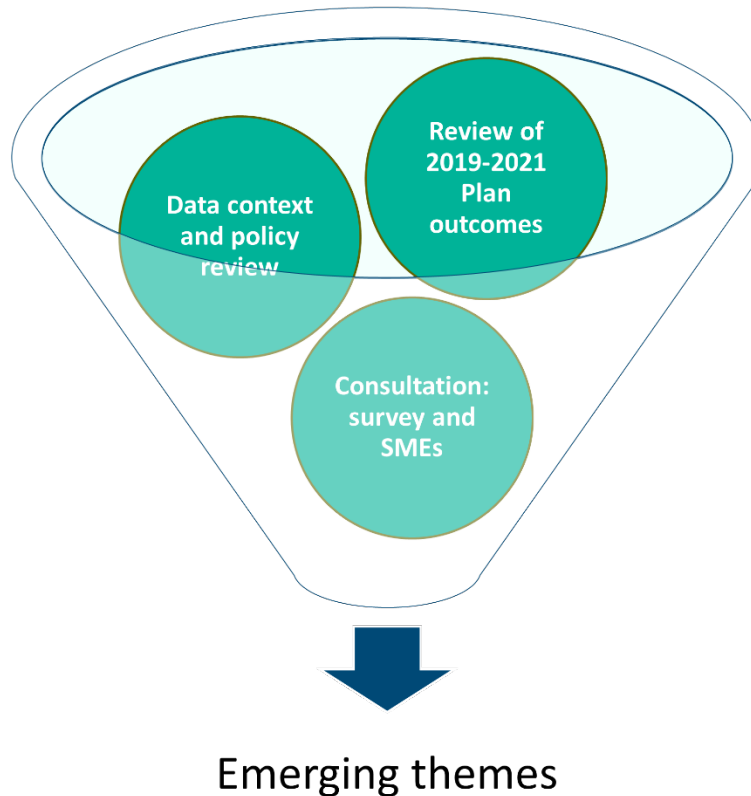 Review of
2019-2021
Plan
outcomes
Data context
and policy
review
Consultation:
survey and
SMEs
Emerging themes